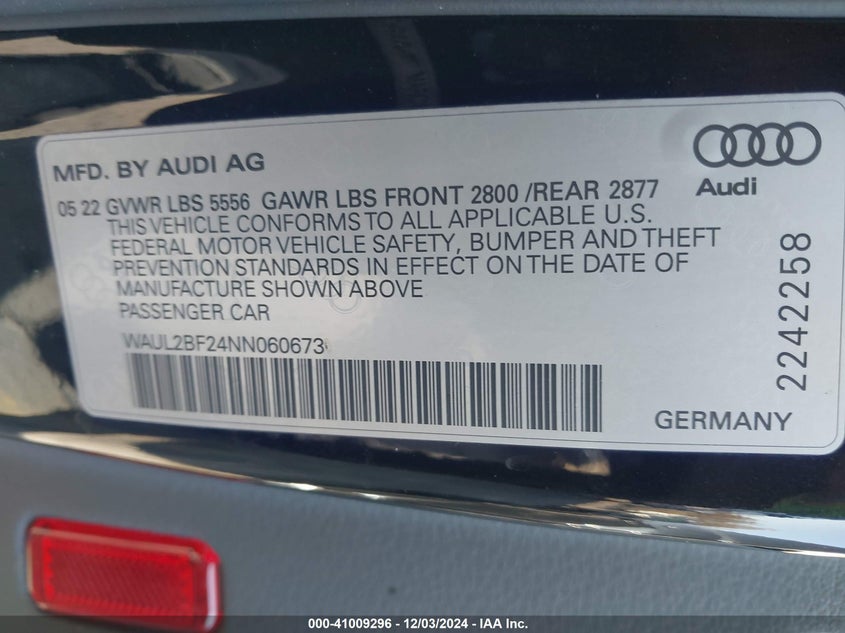 MFD. BY AUDI AG
Audi
05 22 GVWR LBS 5556 GAWR LBS FRONT 2800 /REAR 2877
THIS VEHICLE CONFORMS TO ALL APPLICABLE U.S.
FEDERAL MOTOR VEHICLE SAFETY, BUMPER AND THEFT
PREVENTION STANDARDS IN EFFECT ON THE DATE OF
MANUFACTURE SHOWN ABOVE
PASSENGER CAR
WAUL2BF24NN060673
2242258
GERMANY
000-41009296 - 12/03/2024 - IAA Inc.